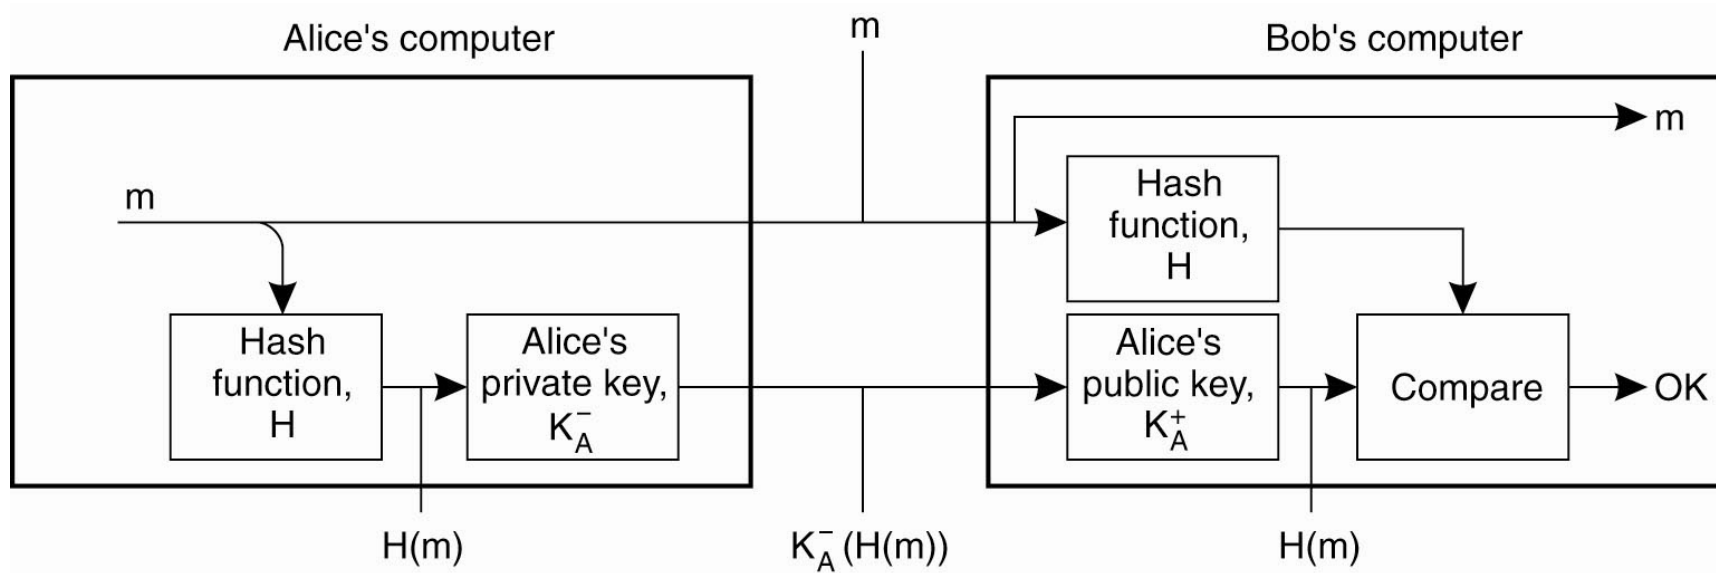 Alice's computer
m
Bob's computer
m
m
Hash
function,
H
Hash
function,
H
Alice's
private key,
K_A^-
Alice's
public key,
K_A^+
Compare
OK
H(m)
K_A^-(H(m))
H(m)